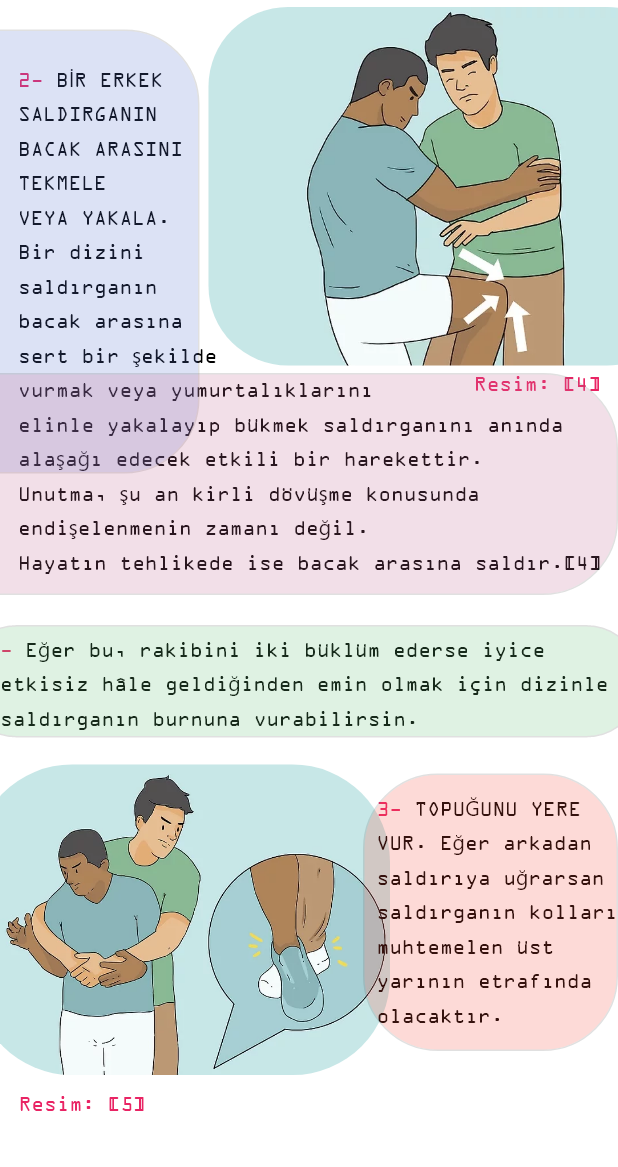 2- BİR ERKEK
SALDIRGANIN
BACAK ARASINI
TEKMELE
VEYA YAKALA.
Bir dizini
saldırganın
bacak arasına
sert bir şekilde
vurmak veya yumurtalıklarını
Resim: [4]
elinle yakalayıp bükmek saldırganını anında
alaşağı edecek etkili bir harekettir.
Unutma, şu an kirli dövüşme konusunda
endişelenmenin zamanı değil.
Hayatın tehlikede ise bacak arasına saldır.[4]
- Eğer bu, rakibini iki büklüm ederse iyice
etkisiz hâle geldiğinden emin olmak için dizinle
saldırganın burnuna vurabilirsin.
3- TOPUĞUNU YERE
VUR. Eğer arkadan
saldırıya uğrarsan
saldırganın kolları
muhtemelen üst
yarının etrafında
olacaktır.
Resim: [5]